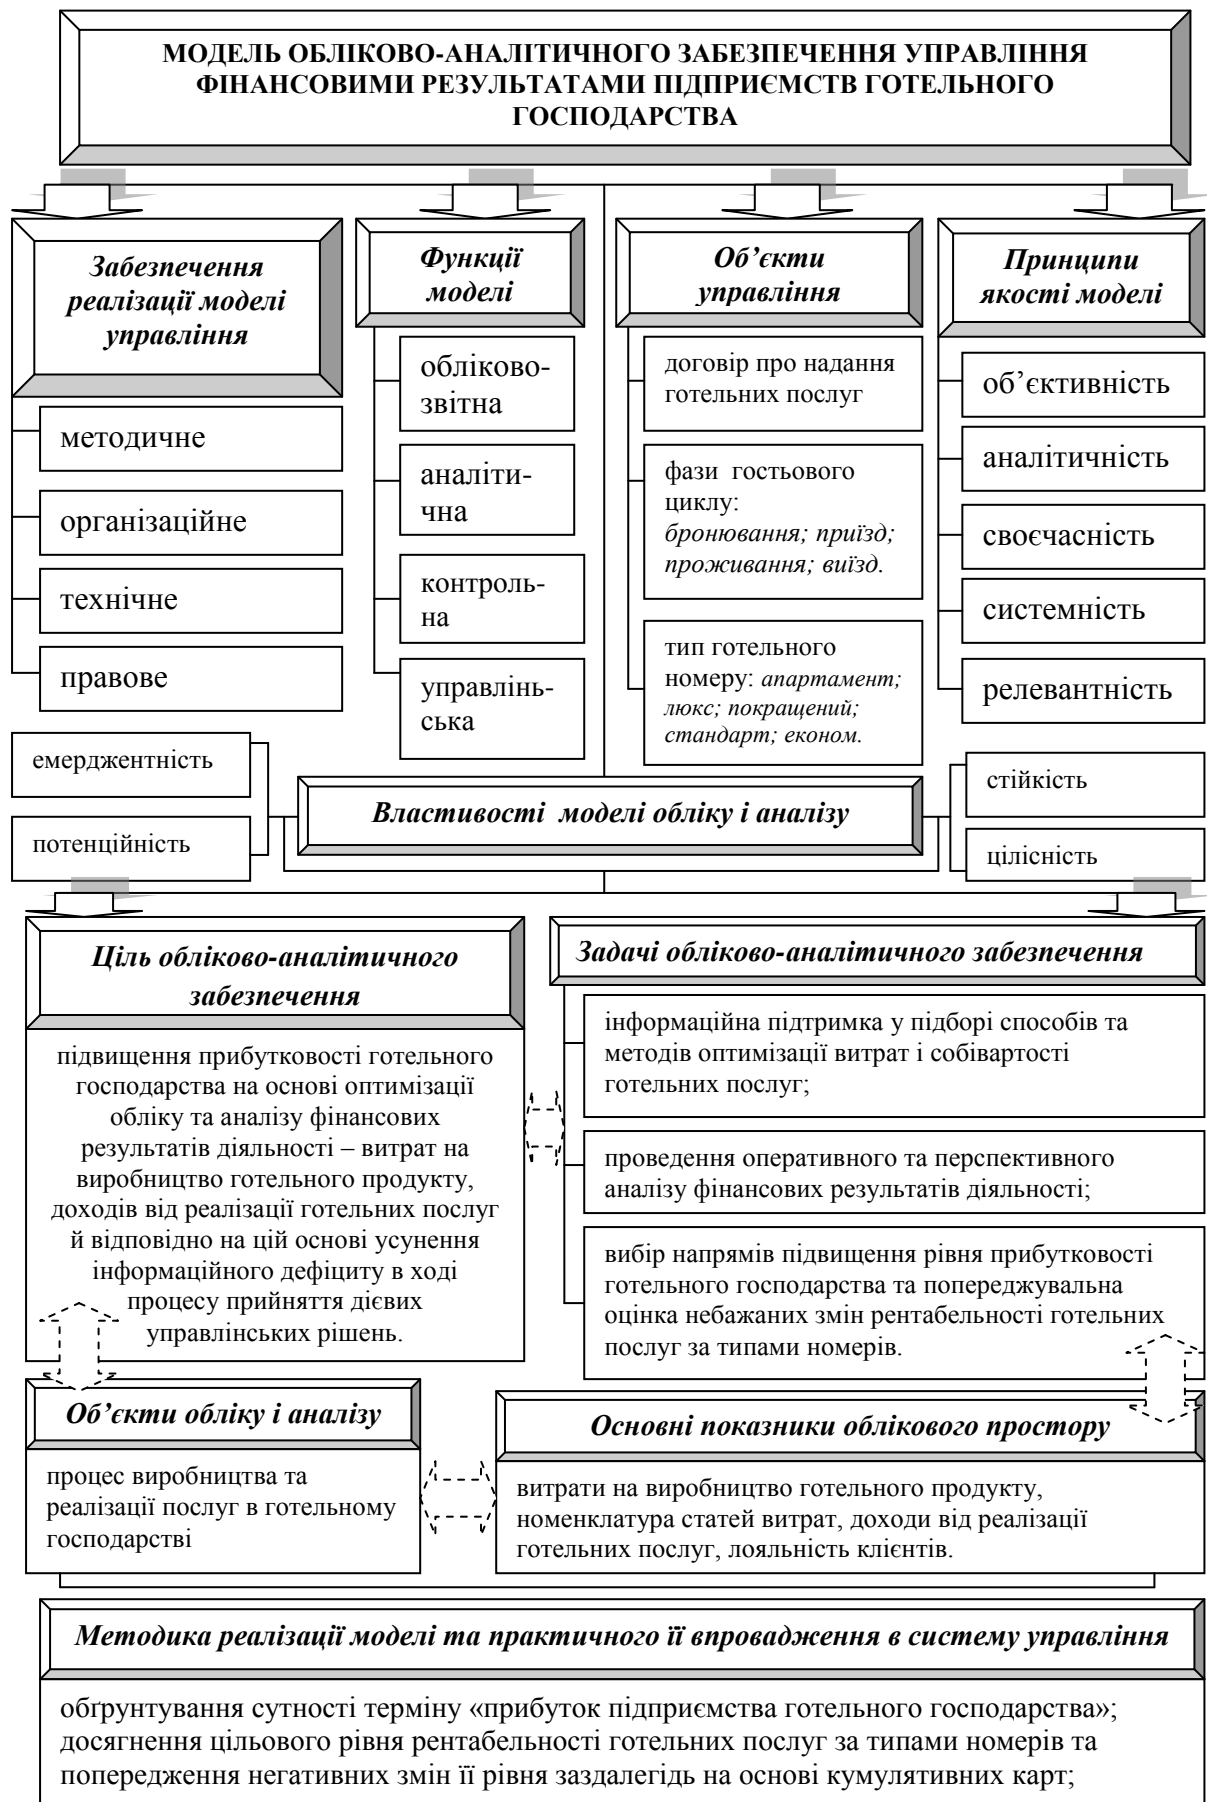 МОДЕЛЬ ОБЛІКОВО-АНАЛІТИЧНОГО ЗАБЕЗПЕЧЕННЯ УПРАВЛІННЯ
ФІНАНСОВИМИ РЕЗУЛЬТАТАМИ ПІДПРИЄМСТВ ГОТЕЛЬНОГО
ГОСПОДАРСТВА
Забезпечення
реалізації моделі
управління
методичне
організаційне
технічне
правове
Функції
моделі
обліково-
звітна
аналіти-
чна
контроль-
на
управлінь-
ська
Об’єкти
управління
договір про надання
готельних послуг
фази гостьового
циклу:
бронювання; приїзд;
проживання; виїзд.
тип готельного
номеру: апартамент;
люкс; покращений;
стандарт; економ.
Принципи
якості моделі
об’єктивність
аналітичність
своєчасність
системність
релевантність
емерджентність
потенційність
Властивості моделі обліку і аналізу
стійкість
цілісність
Ціль обліково-аналітичного
забезпечення
підвищення прибутковості готельного
господарства на основі оптимізації
обліку та аналізу фінансових
результатів діяльності – витрат на
виробництво готельного продукту,
доходів від реалізації готельних послуг
й відповідно на цій основі усунення
інформаційного дефіциту в ході
процесу прийняття дієвих
управлінських рішень.
Задачі обліково-аналітичного забезпечення
інформаційна підтримка у підборі способів та
методів оптимізації витрат і собівартості
готельних послуг;
проведення оперативного та перспективного
аналізу фінансових результатів діяльності;
вибір напрямів підвищення рівня прибутковості
готельного господарства та попереджувальна
оцінка небажаних змін рентабельності готельних
послуг за типами номерів.
Об’єкти обліку і аналізу
процес виробництва та
реалізації послуг в готельному
господарстві
Основні показники облікового простору
витрати на виробництво готельного продукту,
номенклатура статей витрат, доходи від реалізації
готельних послуг, лояльність клієнтів.
Методика реалізації моделі та практичного її впровадження в систему управління
обґрунтування сутності терміну «прибуток підприємства готельного господарства»;
досягнення цільового рівня рентабельності готельних послуг за типами номерів та
попередження негативних змін її рівня заздалегідь на основі кумулятивних карт;